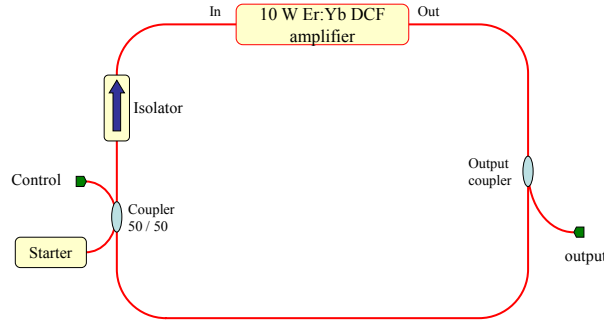 In
10 W Er:Yb DCF
amplifier
Out
Isolator
Control
Coupler
50 / 50
Starter
Output
coupler
output